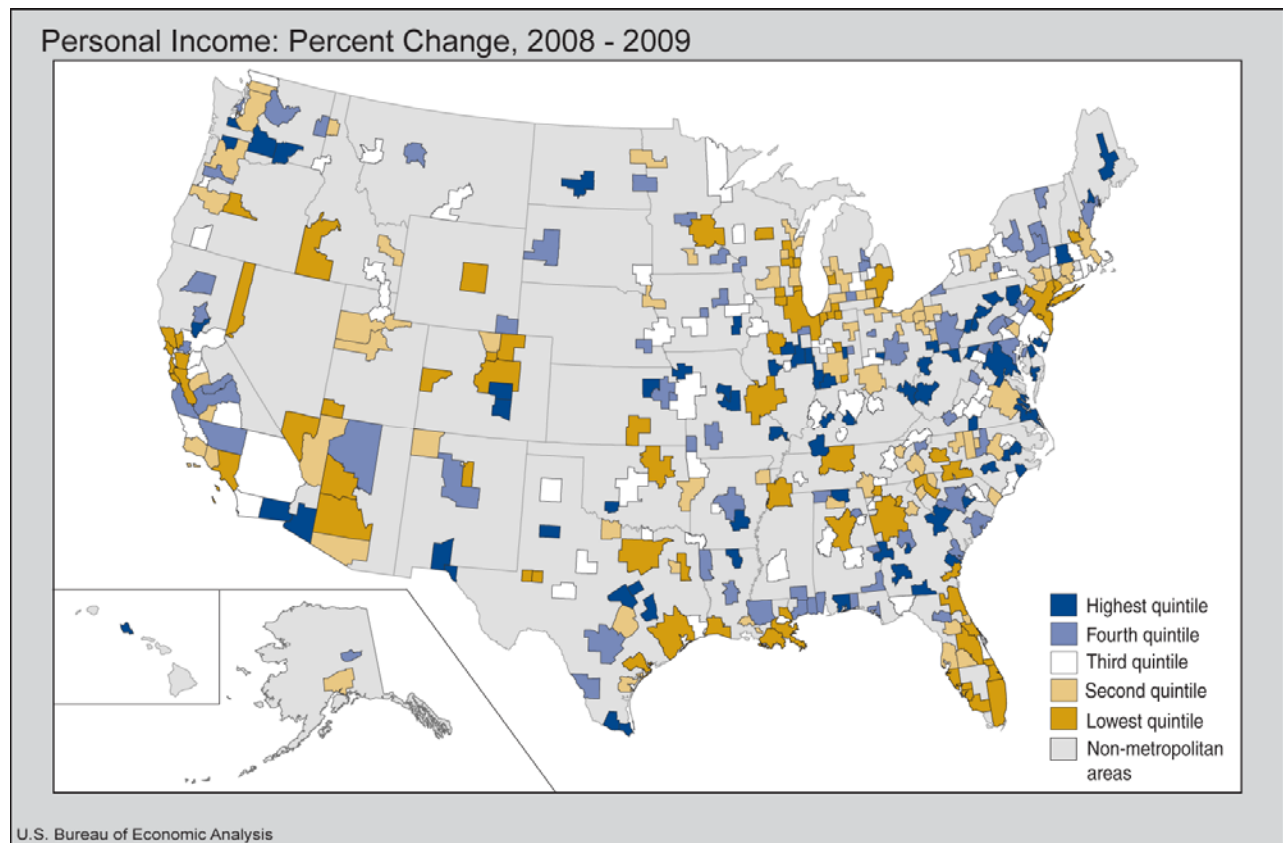 Personal Income: Percent Change, 2008 - 2009
Highest quintile
Fourth quintile
Third quintile
Second quintile
Lowest quintile
Non-metropolitan
areas
U.S. Bureau of Economic Analysis